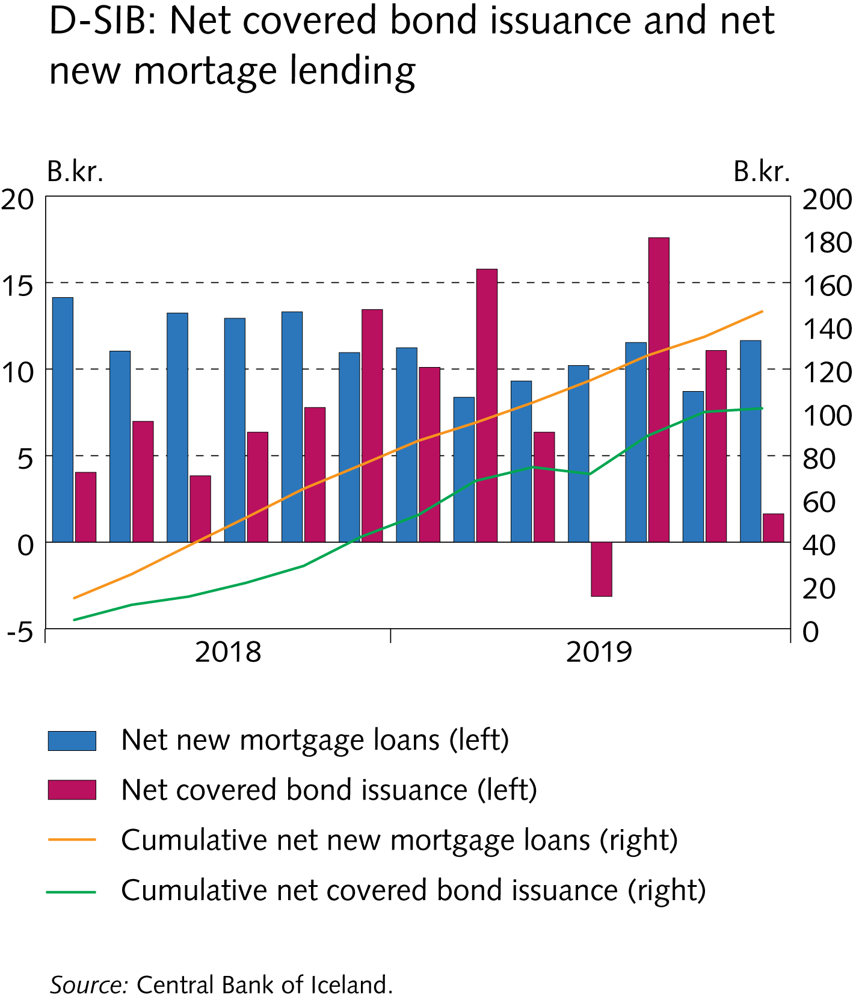 D-SIB: Net covered bond issuance and net
new mortage lending
B.kr. B.kr.
20 200
180
15 160
140
10 120
100
5 80
60
0 40
20
-5 0
2018 2019
Net new mortgage loans (left)
Net covered bond issuance (left)
Cumulative net new mortgage loans (right)
Cumulative net covered bond issuance (right)
Source: Central Bank of Iceland.